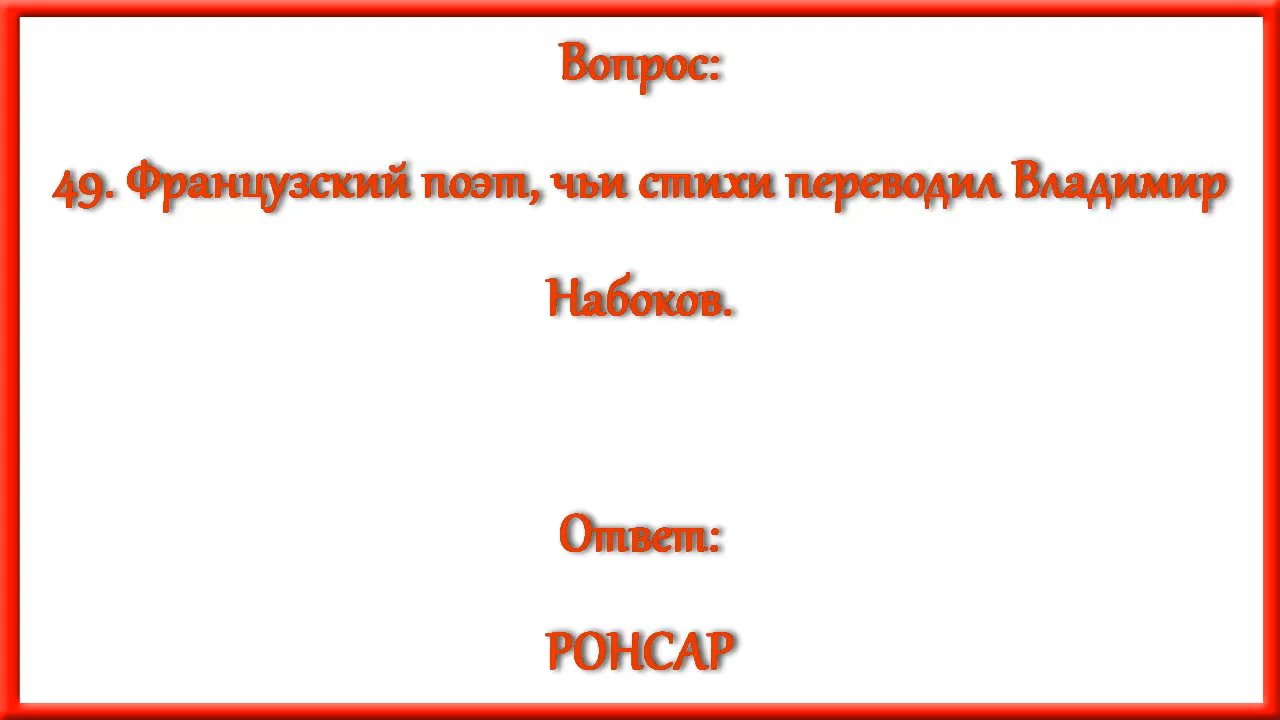 Вопрос:
49. Французский поэт, чьи стихи переводил Владимир
Набоков.
Ответ:
РОНСАР